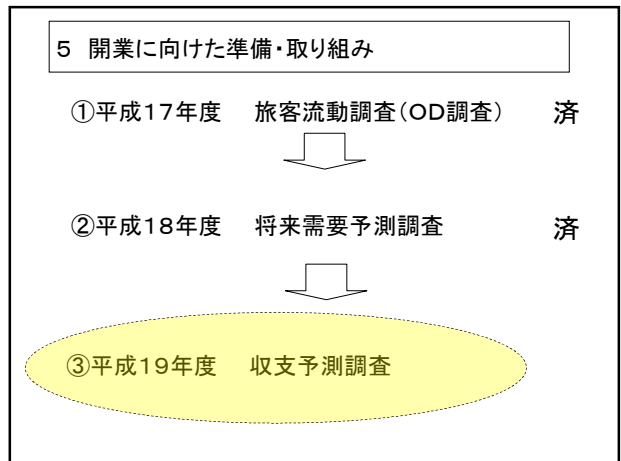 ５ 開業に向けた準備・取り組み
①平成１７年度 旅客流動調査(OD調査) 済
②平成１８年度 将来需要予測調査 済
③平成１９年度 収支予測調査